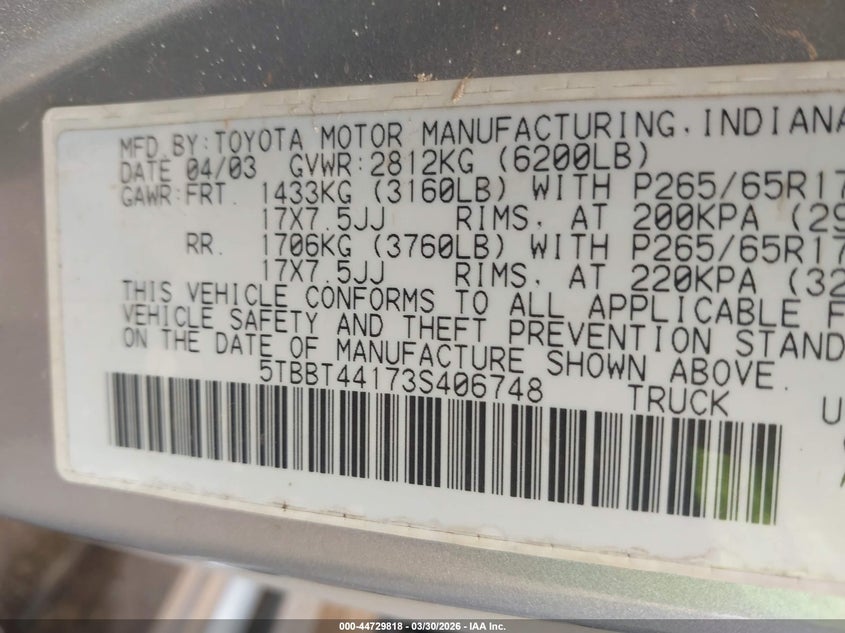 MFD. BY: TOYOTA MOTOR MANUFACTURING, INDIANA
DATE 04/03 GVWR: 2812KG (6200LB)
GAWR: FRT. 1433KG (3160LB) WITH P265/65R17
17X7.5JJ RIMS, AT 200KPA (29
RR. 1706KG (3760LB) WITH P265/65R17
17X7.5JJ RIMS, AT 220KPA (32
THIS VEHICLE CONFORMS TO ALL APPLICABLE F
VEHICLE SAFETY AND THEFT PREVENTION STAND
ON THE DATE OF MANUFACTURE SHOWN ABOVE.
5TBBT44173S406748 TRUCK U
000-44729818 - 03/30/2026 - IAA Inc.